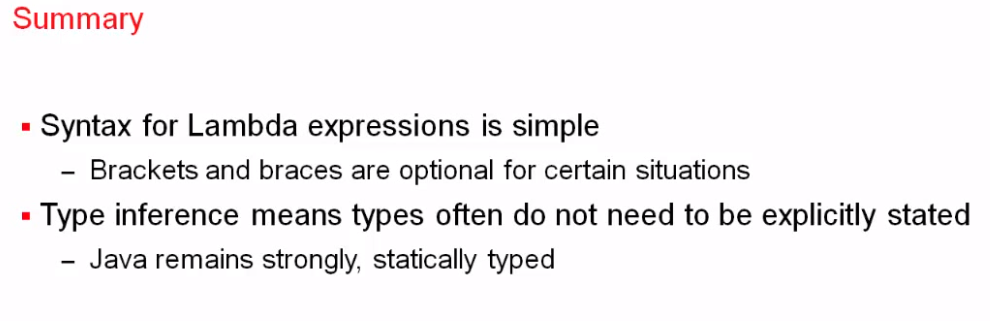 Summary
▪ Syntax for Lambda expressions is simple
– Brackets and braces are optional for certain situations
▪ Type inference means types often do not need to be explicitly stated
– Java remains strongly, statically typed